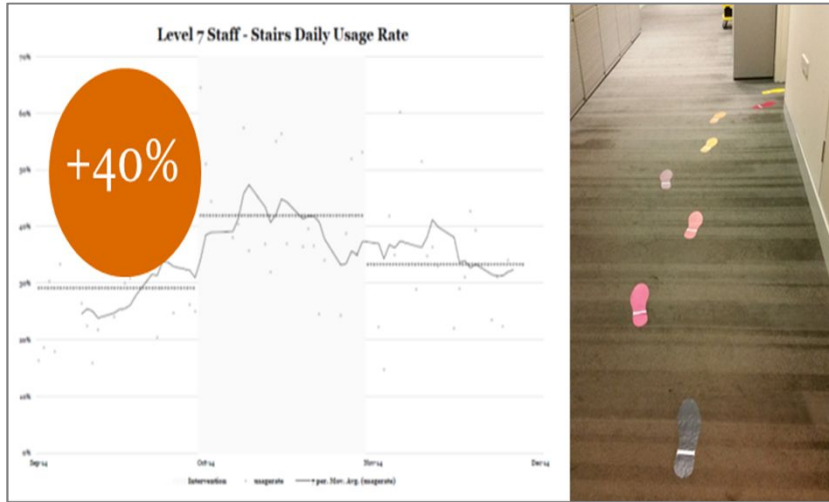 Level 7 Staff - Stairs Daily Usage Rate
70%
60%
50%
40%
30%
20%
10%
0%
+40%
Sep 14
Oct 14
Nov 14
Dec 14
Intervention
usagerate
per. Mov. Avg. (usagerate)